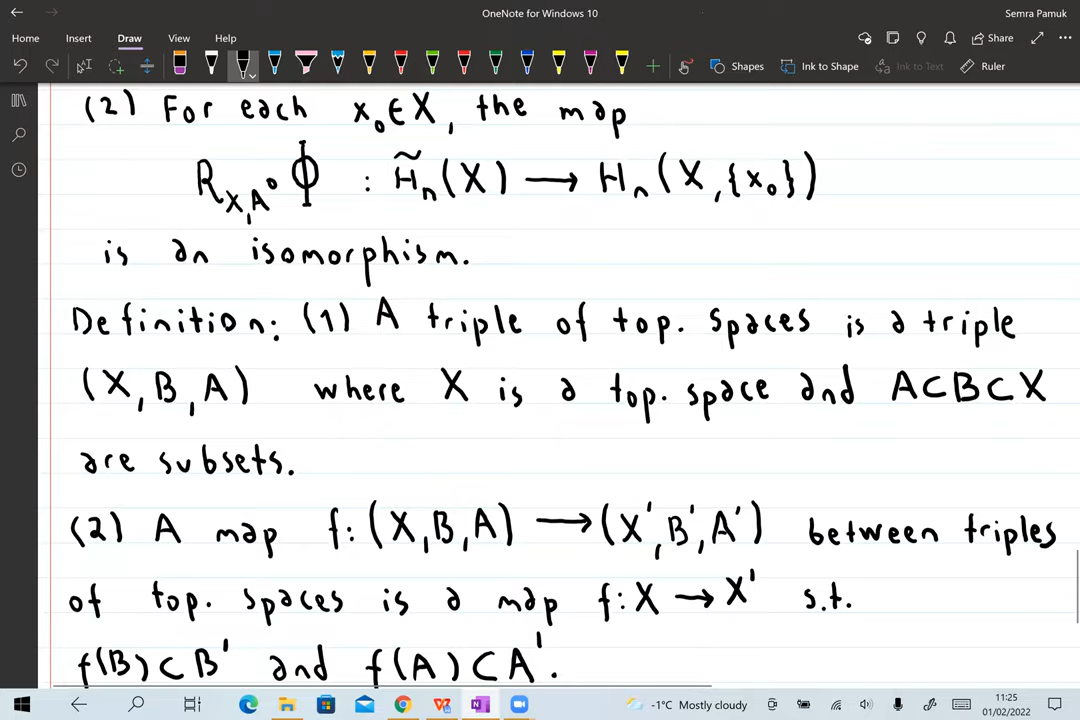 OneNote for Windows 10
Semra Pamuk
Home Insert Draw View Help
Share
Shapes Ink to Shape Ink to Text Ruler
(2) For each x₀∈X, the map
R_{X,A}∘Φ : H̃ₙ(X) ⟶ Hₙ(X,{x₀})
is an isomorphism.
Definition: (1) A triple of top. spaces is a triple
(X,B,A) where X is a top. space and A⊂B⊂X
are subsets.
(2) A map f:(X,B,A) ⟶ (X',B',A') between triples
of top. spaces is a map f:X → X' s.t.
f(B)⊂B' and f(A)⊂A'.
-1°C Mostly cloudy
11:25
01/02/2022